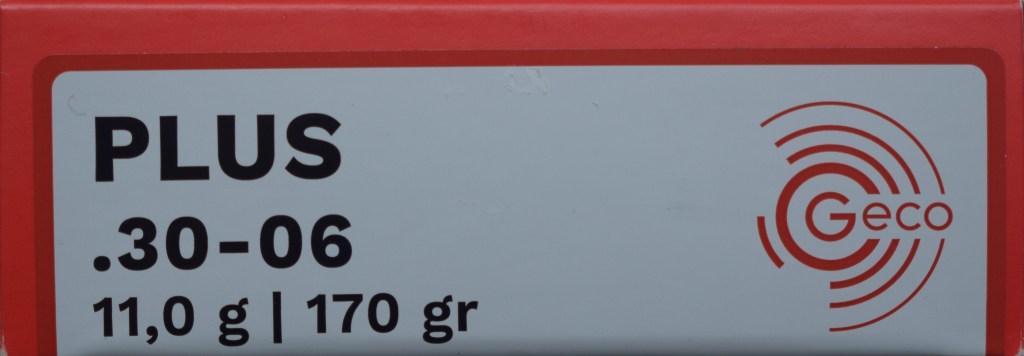 PLUS
.30-06
11,0 g | 170 gr
Geco